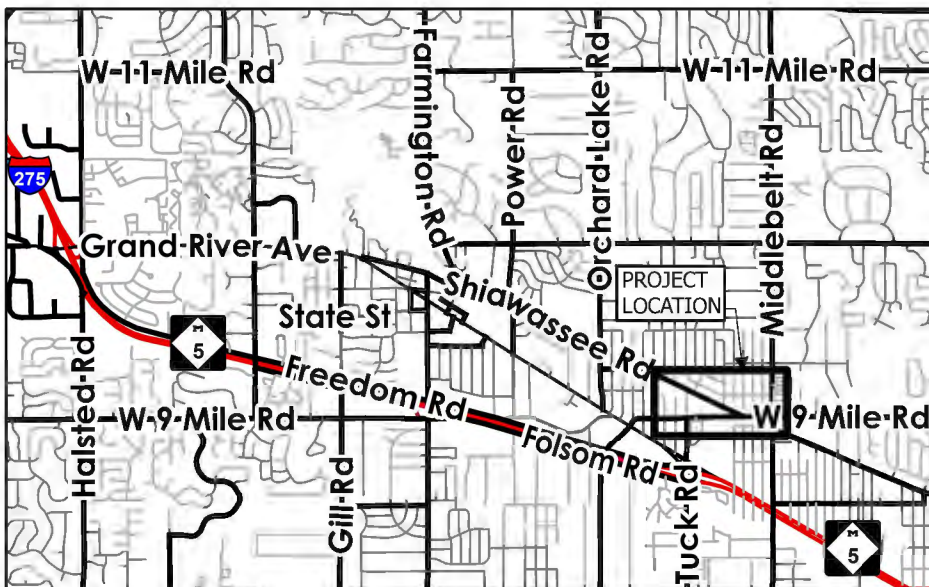 W-11-Mile Rd
Farmington-Rd
Power-Rd
Orchard-Lake-Rd
W-11-Mile-Rd
Middlebelt-Rd
275
Grand-River-Ave
Shiawassee Rd
PROJECT
LOCATION
State St
M
5
Freedom Rd
Halsted-Rd
W-9-Mile Rd
W 9-Mile-Rd
Folsom Rd
Gill-Rd
Tuck-Rd
M
5